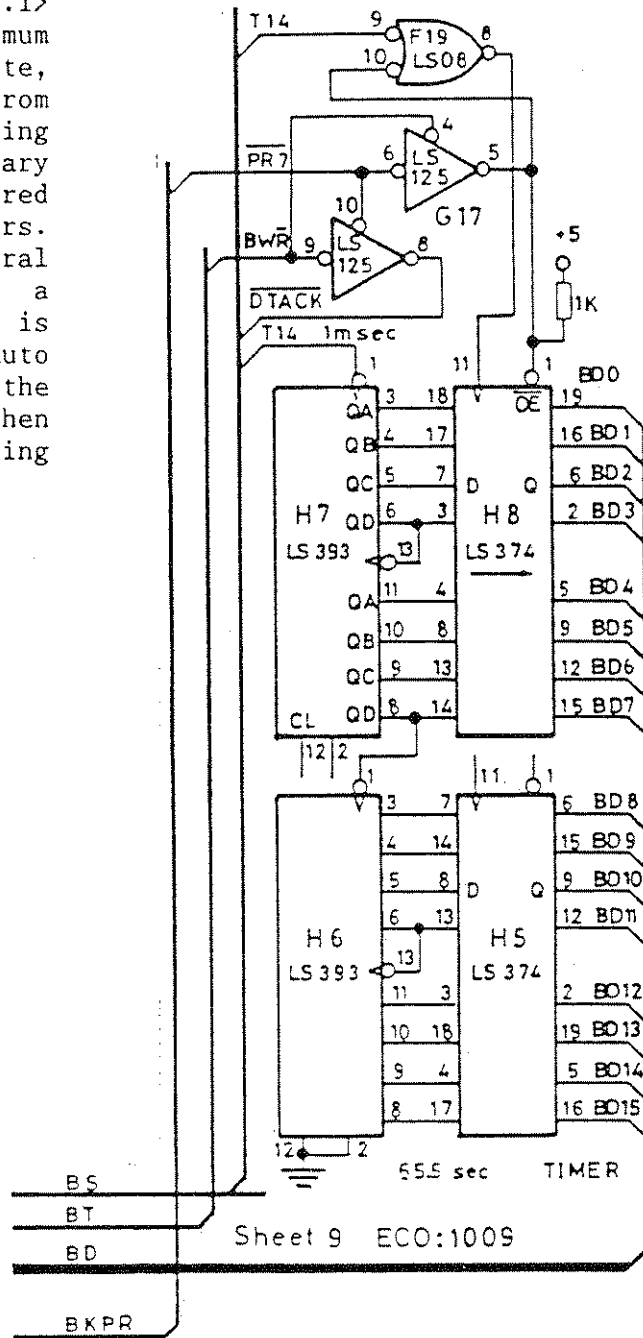 .1>
mum
te,
rom
ing
ary
red
rs.
ral
a
is
uto
the
hen
ing
T14 9 F19 8
10 LS08
4
PR7 6 LS 5
125
10 G17
BWR 9 LS 8
125
+5
DTACK 1K
T14 1msec
1 11 1 BD0
QA 3 18 OE 19
QB 4 17 16 BD1
QC 5 7 D Q 6 BD2
H7 QD 6 3 H8 2 BD3
LS393 13 LS374
QA 11 4 5 BD4
QB 10 8 9 BD5
QC 9 13 12 BD6
CL QD 8 14 15 BD7
12 2
1 11 1
3 7 6 BD8
4 14 15 BD9
5 8 D Q 9 BD10
6 13 12 BD11
H6 13 H5
LS393 LS374
11 3 2 BD12
10 18 19 BD13
9 4 5 BD14
8 17 16 BD15
12 2
65.5 sec TIMER
BS
BT
Sheet 9 ECO:1009
BD
BKPR